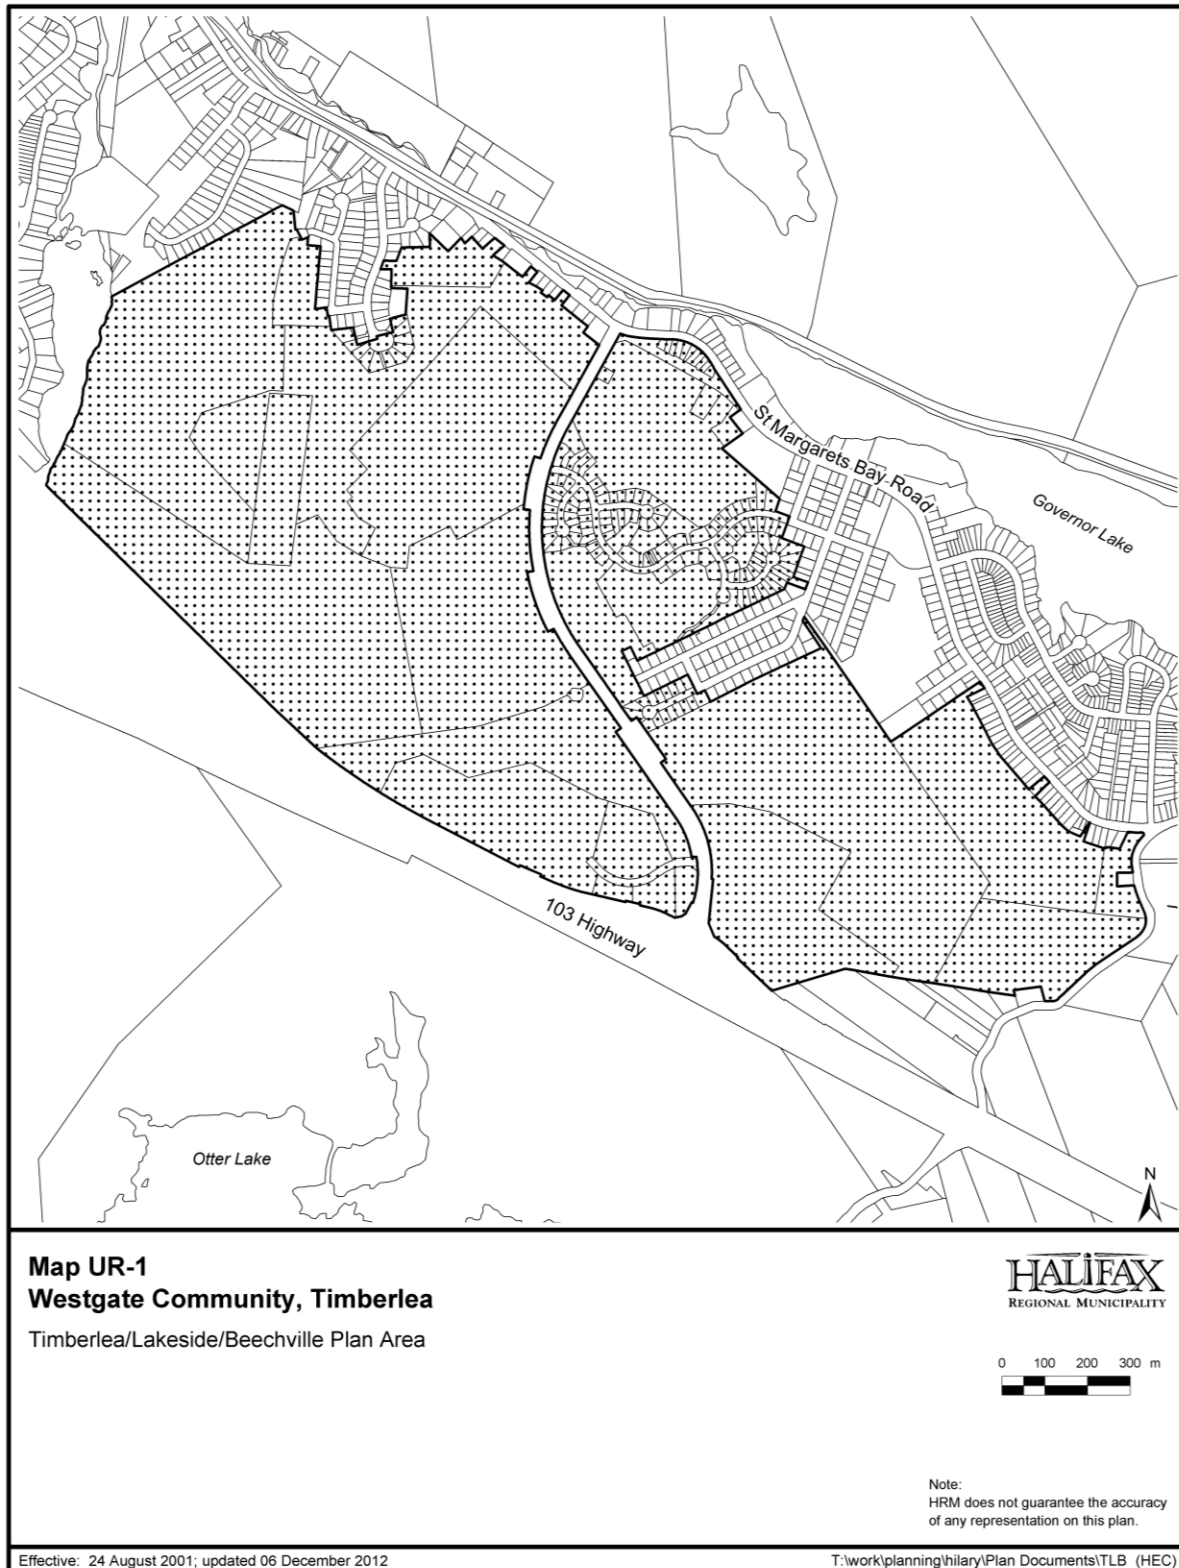 St Margarets Bay Road
Governor Lake
103 Highway
Otter Lake
N
Map UR-1
Westgate Community, Timberlea
Timberlea/Lakeside/Beechville Plan Area
HALIFAX
REGIONAL MUNICIPALITY
0 100 200 300 m
Note:
HRM does not guarantee the accuracy
of any representation on this plan.
Effective: 24 August 2001; updated 06 December 2012
T:\work\planning\hilary\Plan Documents\TLB (HEC)